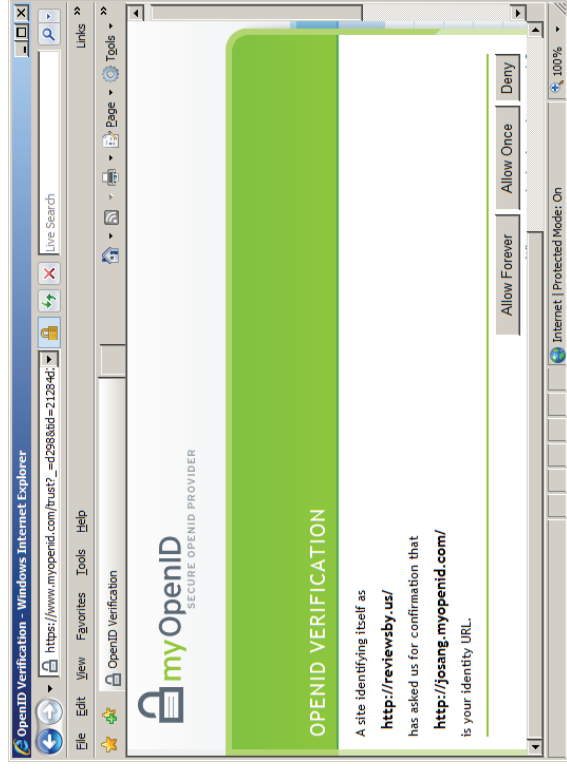 OpenID Verification - Windows Internet Explorer
https://www.myopenid.com/trust?_=d298&tid=21284d:
Live Search
File Edit View Favorites Tools Help
Links »
OpenID Verification
Page Tools »
myOpenID
SECURE OPENID PROVIDER
OPENID VERIFICATION
A site identifying itself as
http://reviewsby.us/
has asked us for confirmation that
http://josang.myopenid.com/
is your identity URL.
Allow Forever Allow Once Deny
Internet | Protected Mode: On
100%